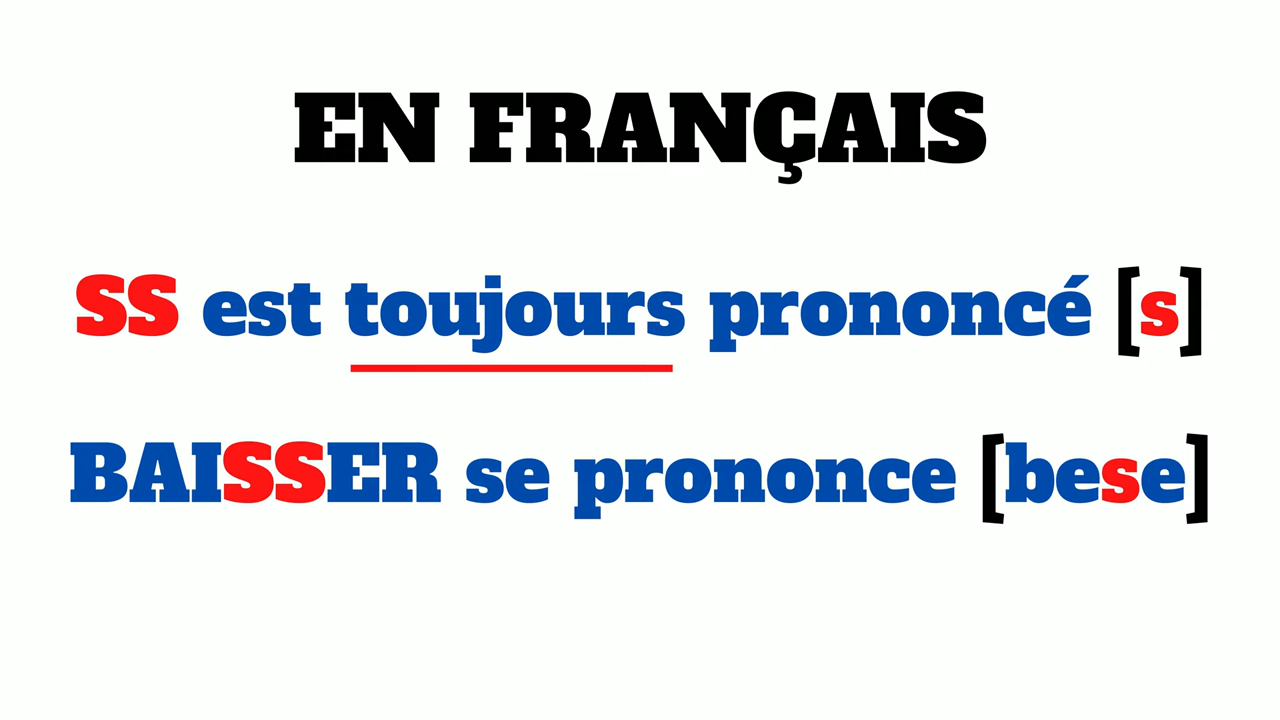 EN FRANÇAIS
SS est toujours prononcé [s]
BAISSER se prononce [bese]